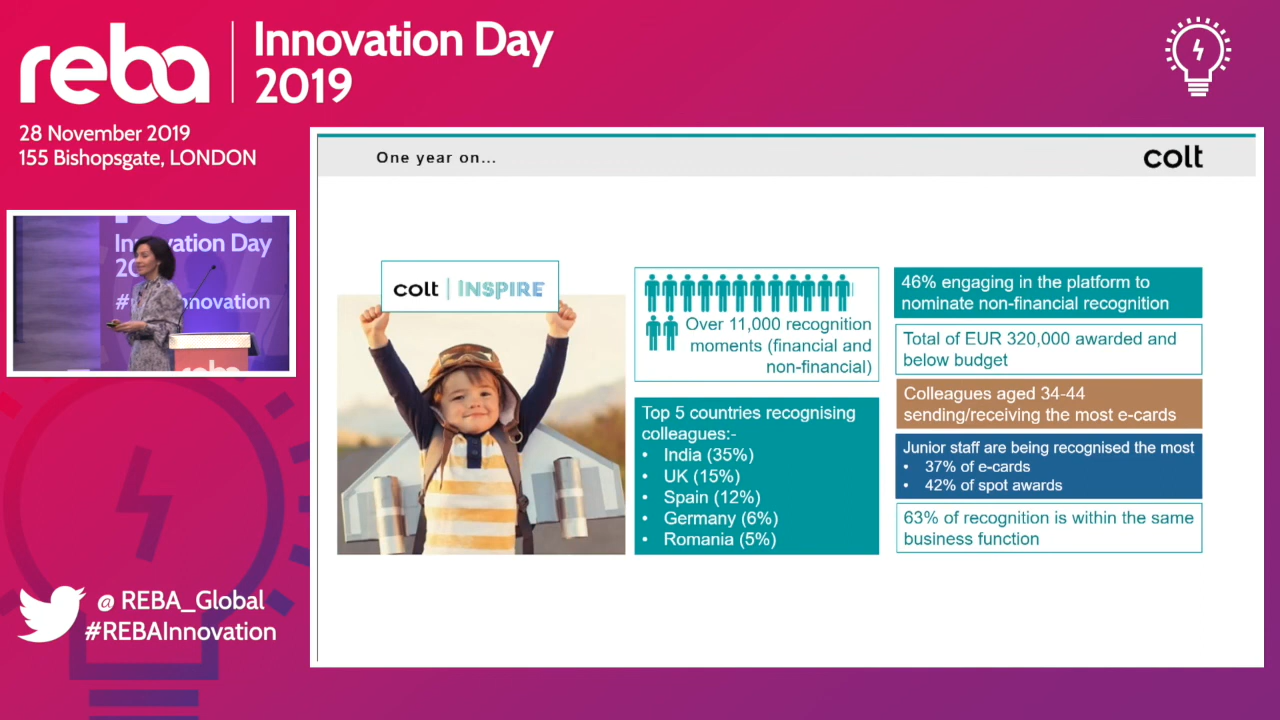 reba
Innovation Day
2019
28 November 2019
155 Bishopsgate, LONDON
Innovation Day
reba
One year on...
colt
colt | INSPIRE
Over 11,000 recognition
moments (financial and
non-financial)
Top 5 countries recognising
colleagues:-
• India (35%)
• UK (15%)
• Spain (12%)
• Germany (6%)
• Romania (5%)
46% engaging in the platform to
nominate non-financial recognition
Total of EUR 320,000 awarded and
below budget
Colleagues aged 34-44
sending/receiving the most e-cards
Junior staff are being recognised the most
• 37% of e-cards
• 42% of spot awards
63% of recognition is within the same
business function
@ REBA_Global
#REBAInnovation